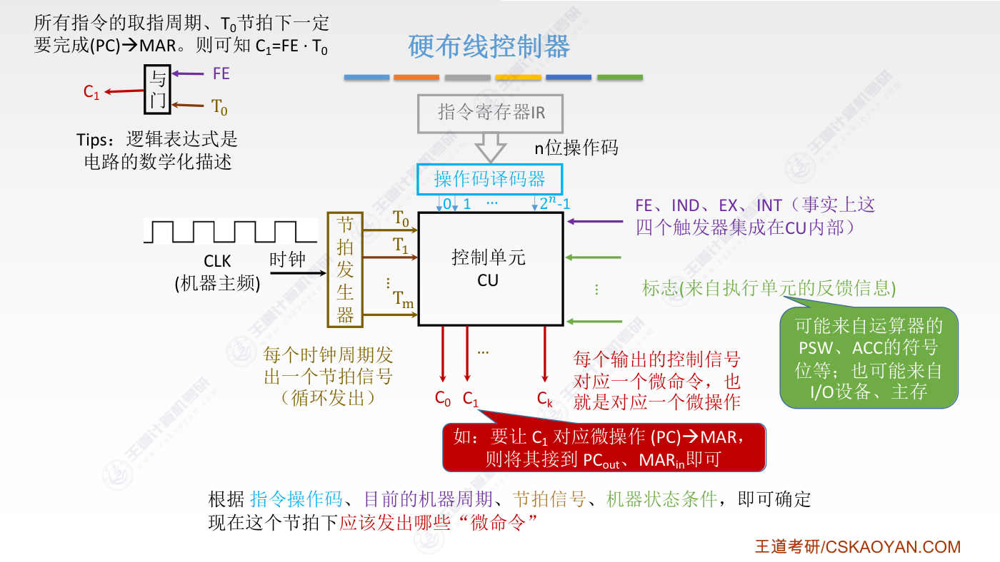 所有指令的取指周期、T0节拍下一定
要完成(PC)→MAR。则可知 C1=FE · T0
硬布线控制器
与
门
FE
C1
T0
Tips：逻辑表达式是
电路的数学化描述
指令寄存器IR
n位操作码
操作码译码器
0 1 … 2^n-1
FE、IND、EX、INT（事实上这
四个触发器集成在CU内部）
节
拍
发
生
器
T0
T1
⋮
Tm
控制单元
CU
CLK
(机器主频)
时钟
⋮
标志(来自执行单元的反馈信息)
可能来自运算器的
PSW、ACC的符号
位等；也可能来自
I/O设备、主存
每个时钟周期发
出一个节拍信号
（循环发出）
…
C0 C1 Ck
每个输出的控制信号
对应一个微命令，也
就是对应一个微操作
如：要让 C1 对应微操作 (PC)→MAR，
则将其接到 PCout、MARin即可
根据 指令操作码、目前的机器周期、节拍信号、机器状态条件，即可确定
现在这个节拍下应该发出哪些“微命令”
王道考研/CSKAOYAN.COM
王道计算机考研